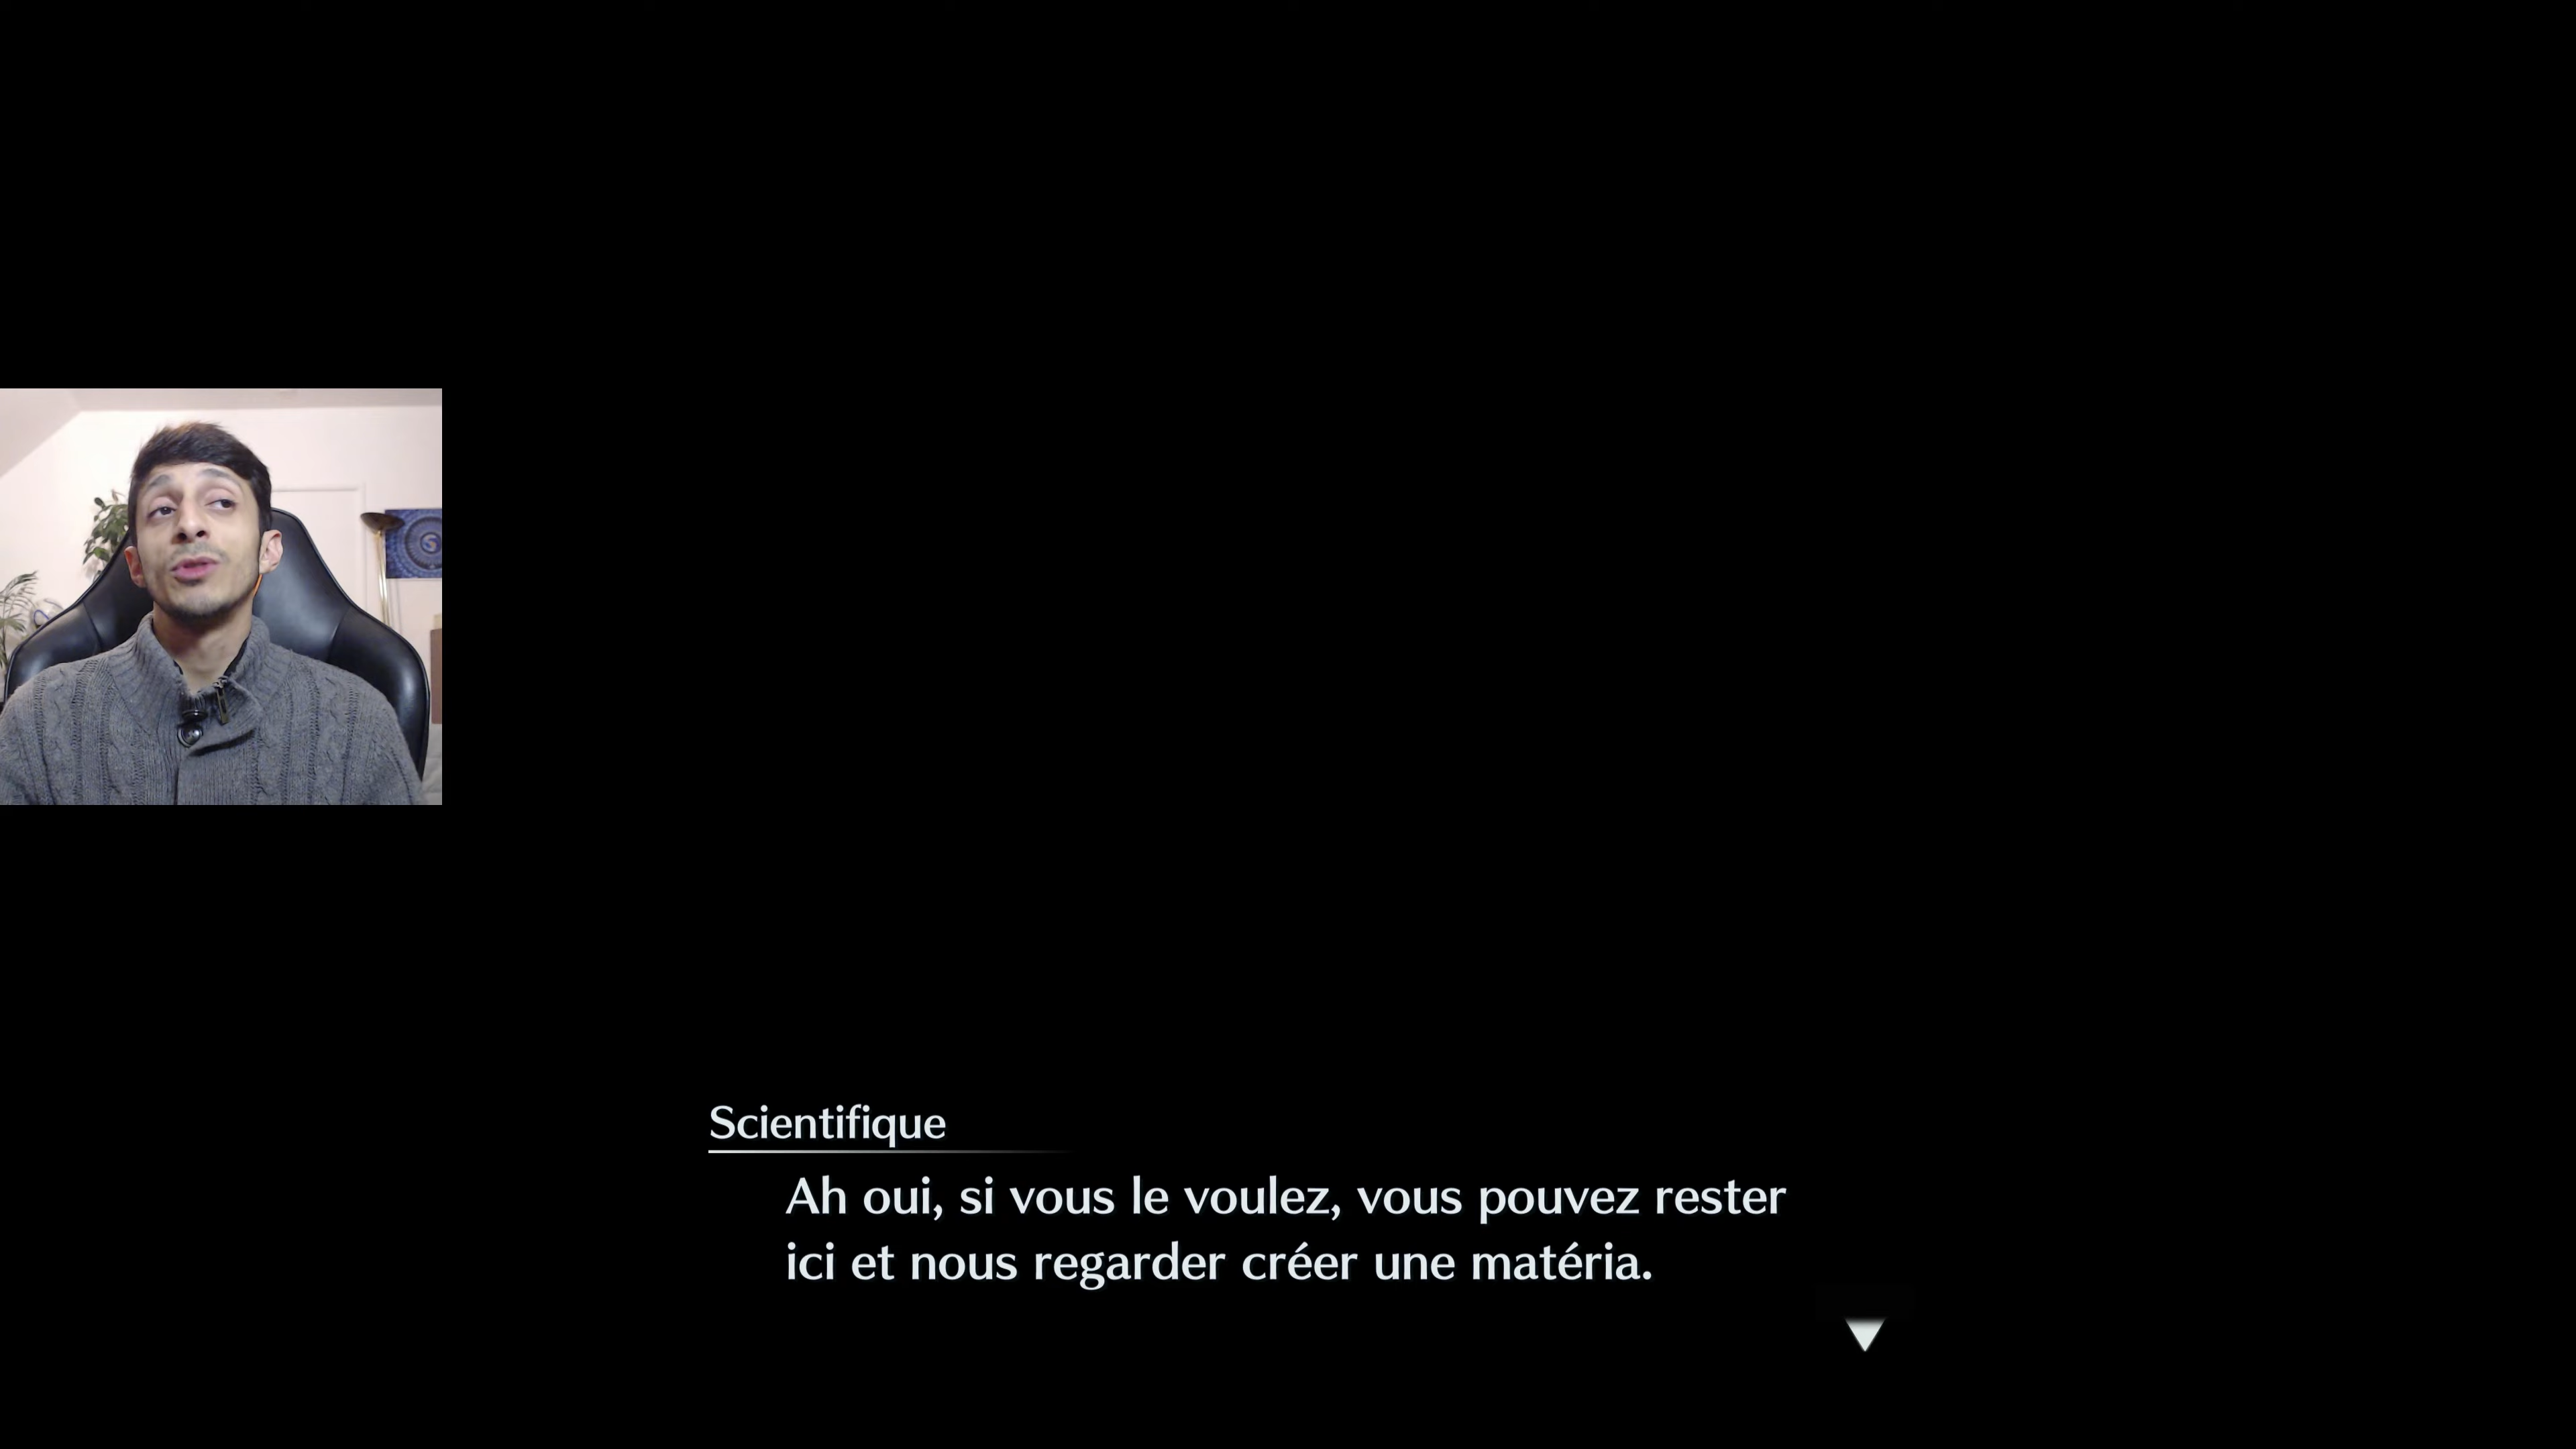 Scientifique
Ah oui, si vous le voulez, vous pouvez rester
ici et nous regarder créer une matéria.